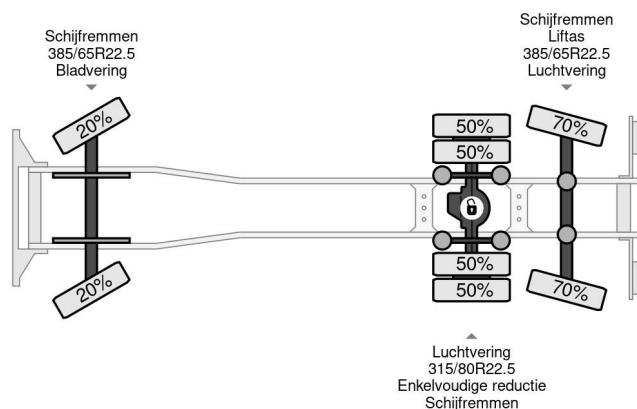 Schijfremmen
385/65R22.5
Bladvering
Schijfremmen
Liftas
385/65R22.5
Luchtvering
20%
50%
50%
70%
20%
50%
50%
70%
Luchtvering
315/80R22.5
Enkelvoudige reductie
Schijfremmen